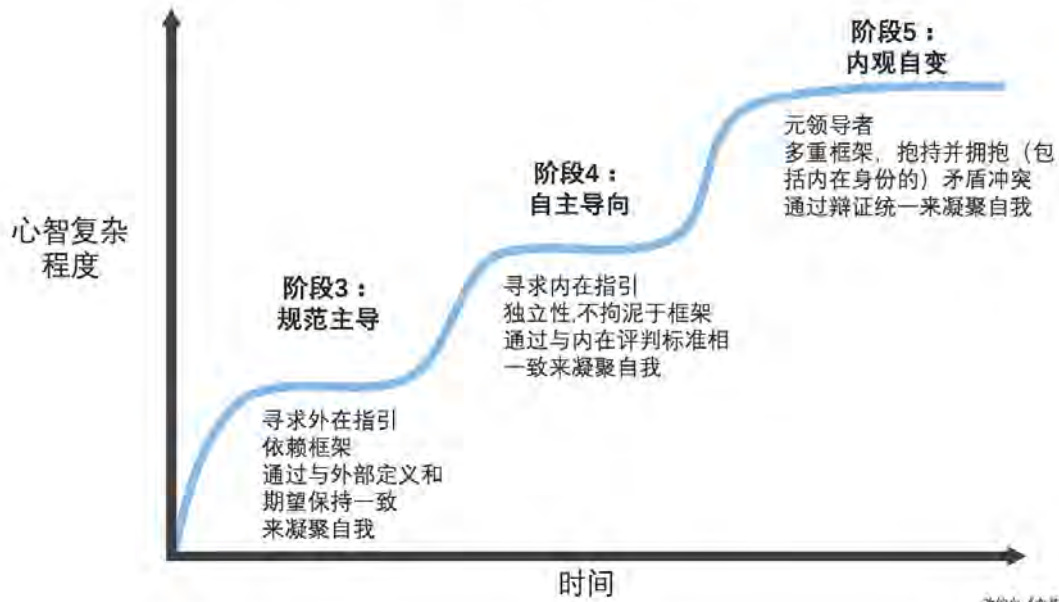 阶段5：
内观自变
元领导者
多重框架，抱持并拥抱（包
括内在身份的）矛盾冲突
通过辩证统一来凝聚自我
阶段4：
自主导向
寻求内在指引
独立性,不拘泥于框架
通过与内在评判标准相
一致来凝聚自我
心智复杂
程度
阶段3：
规范主导
寻求外在指引
依赖框架
通过与外部定义和
期望保持一致
来凝聚自我
时间